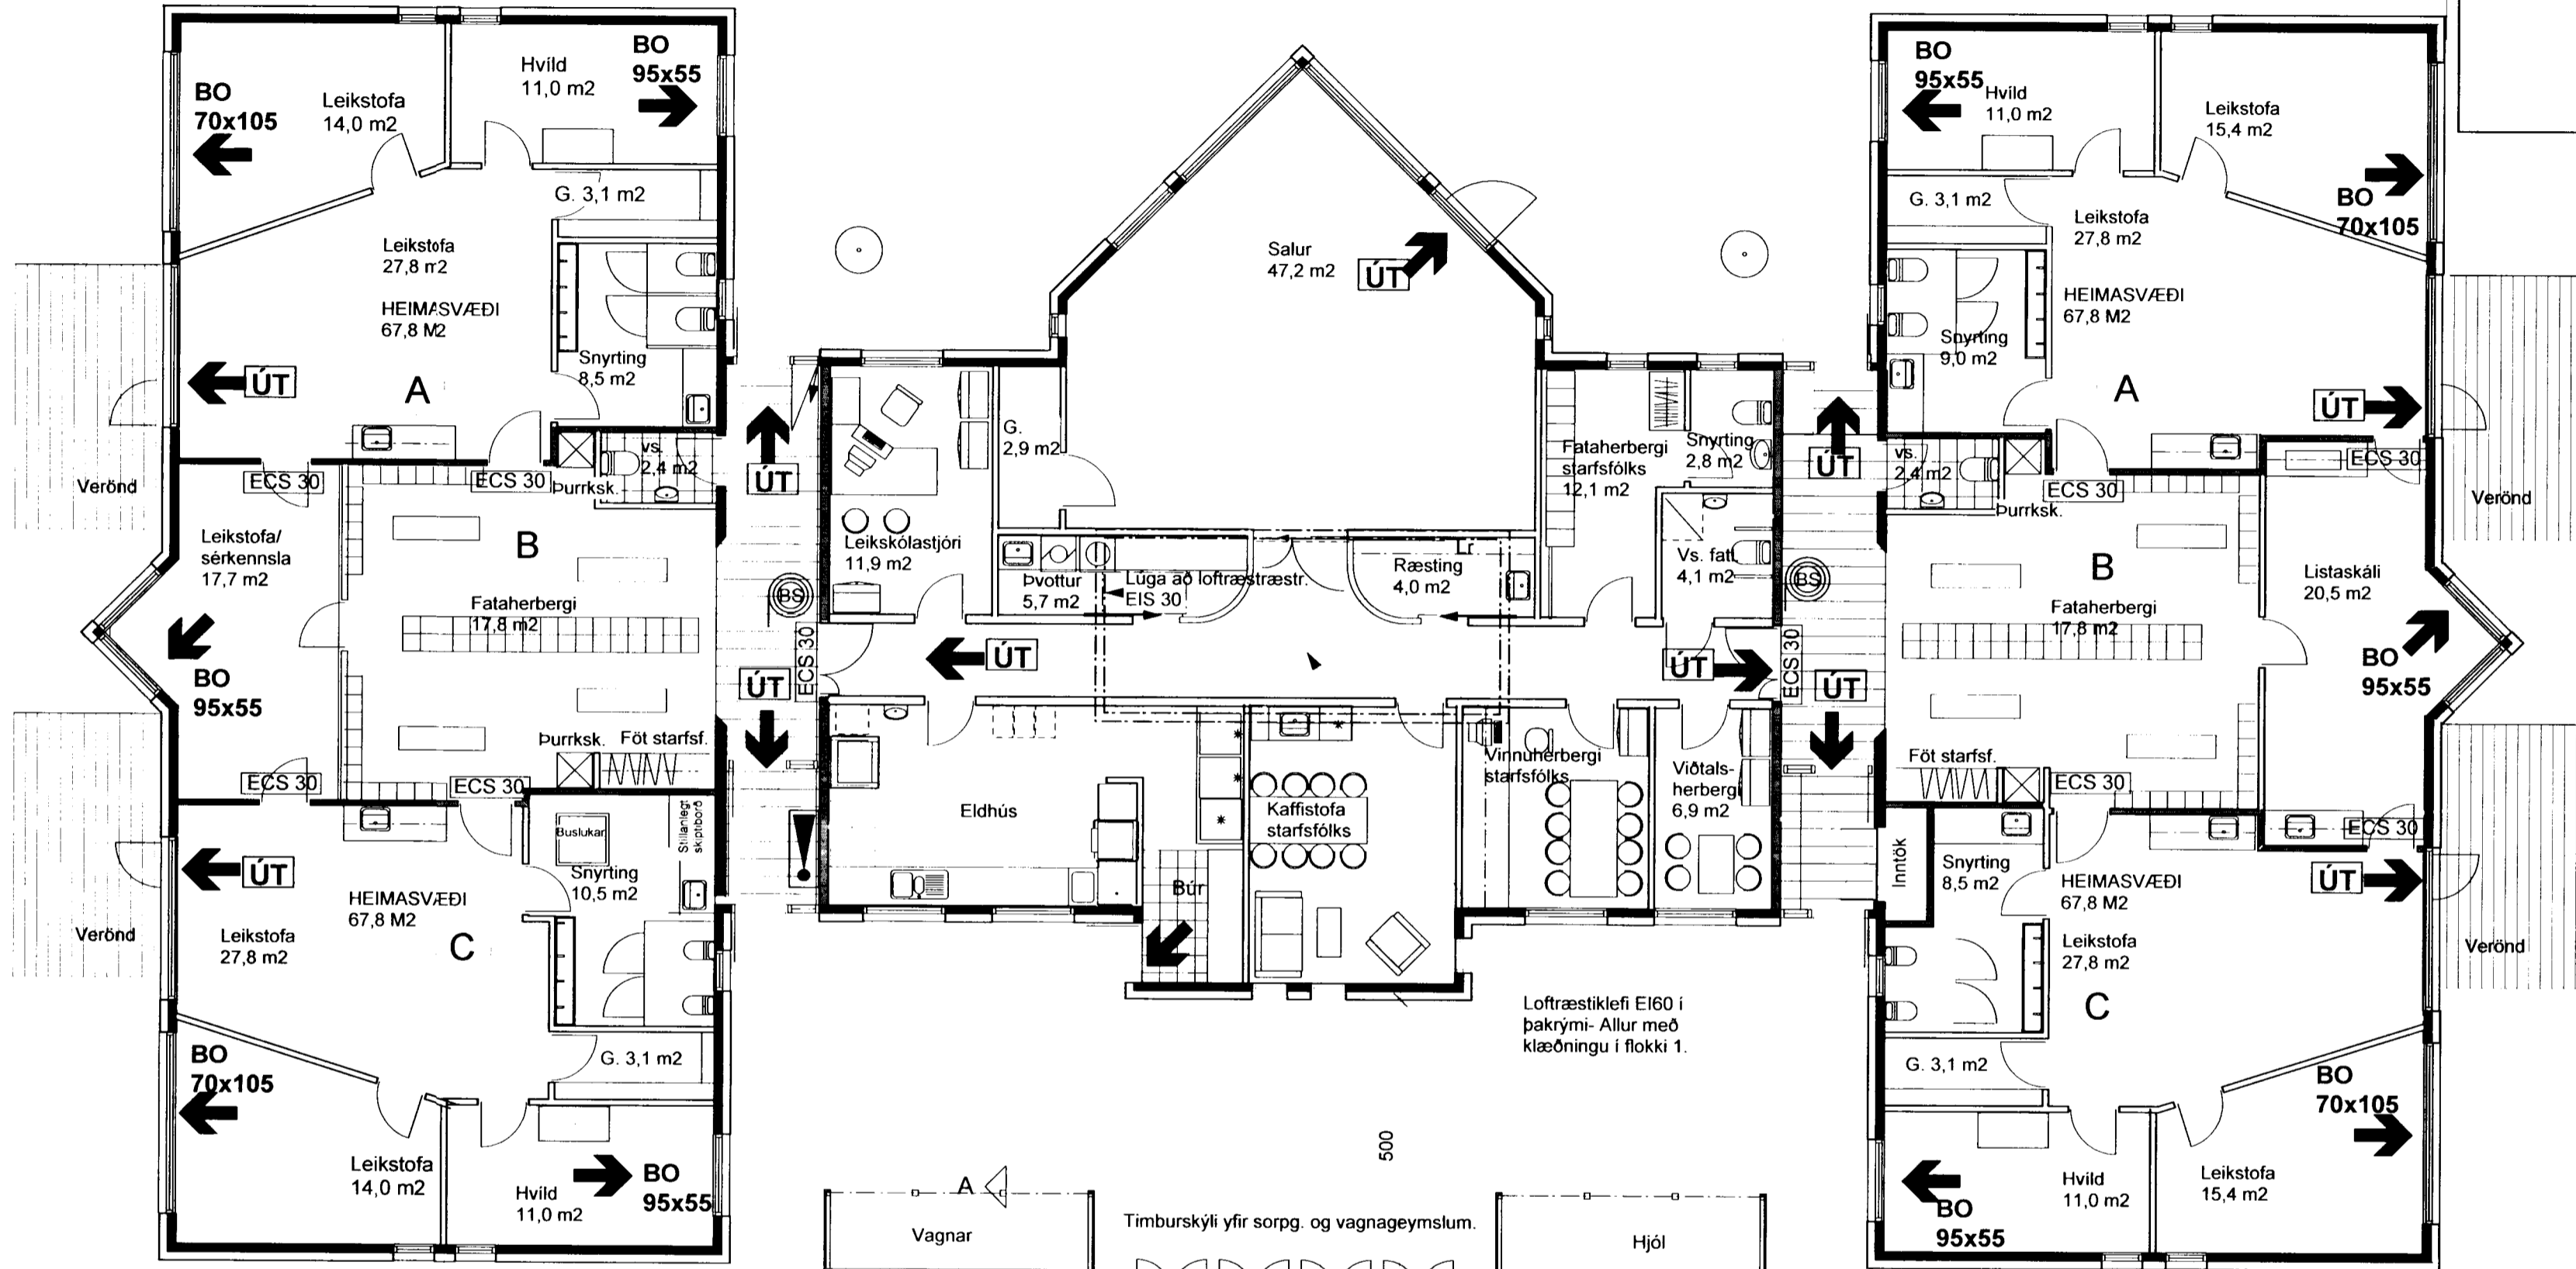 BO
70x105
Leikstofa
14,0 m2
Hvíld
11,0 m2
BO
95x55
G. 3,1 m2
Leikstofa
27,8 m2
HEIMASVÆÐI
67,8 M2
Snyrting
8,5 m2
ÚT
A
vs.
2,4 m2
ECS 30
ECS 30
Þurrksk.
Verönd
Leikstofa/
sérkennsla
17,7 m2
B
Fataherbergi
17,8 m2
BO
95x55
Þurrksk.
Föt starfsf.
ECS 30
ECS 30
Buslukar
Stillanlegt
skiptiborð
Snyrting
10,5 m2
ÚT
HEIMASVÆÐI
67,8 M2
Leikstofa
27,8 m2
C
Verönd
G. 3,1 m2
BO
70x105
Leikstofa
14,0 m2
Hvíld
11,0 m2
BO
95x55
ÚT
BS
ÚT
ECS 30
Salur
47,2 m2
ÚT
G.
2,9 m2
Leikskólastjóri
11,9 m2
Þvottur
5,7 m2
Lúga að loftræstræstr.
EIS 30
Lr
Ræsting
4,0 m2
Fataherbergi
starfsfólks
12,1 m2
Snyrting
2,8 m2
Vs. fatl.
4,1 m2
ÚT
ÚT
ECS 30
Eldhús
Búr
Kaffistofa
starfsfólks
Vinnuherbergi
starfsfólks
Viðtals-
herbergi
6,9 m2
Loftræstiklefi EI60 í
þakrými- Allur með
klæðningu í flokki 1.
500
A
Vagnar
Timburskýli yfir sorpg. og vagnageymslum.
Hjól
ÚT
BS
ÚT
BO
95x55
Hvíld
11,0 m2
Leikstofa
15,4 m2
BO
70x105
G. 3,1 m2
Leikstofa
27,8 m2
HEIMASVÆÐI
67,8 M2
Snyrting
9,0 m2
A
ÚT
vs.
2,4 m2
Þurrksk.
ECS 30
ECS 30
Verönd
B
Fataherbergi
17,8 m2
Listaskáli
20,5 m2
BO
95x55
Föt starfsf.
ECS 30
ECS 30
Inntök
Snyrting
8,5 m2
HEIMASVÆÐI
67,8 M2
ÚT
Leikstofa
27,8 m2
C
Verönd
G. 3,1 m2
BO
70x105
Hvíld
11,0 m2
BO
95x55
Leikstofa
15,4 m2